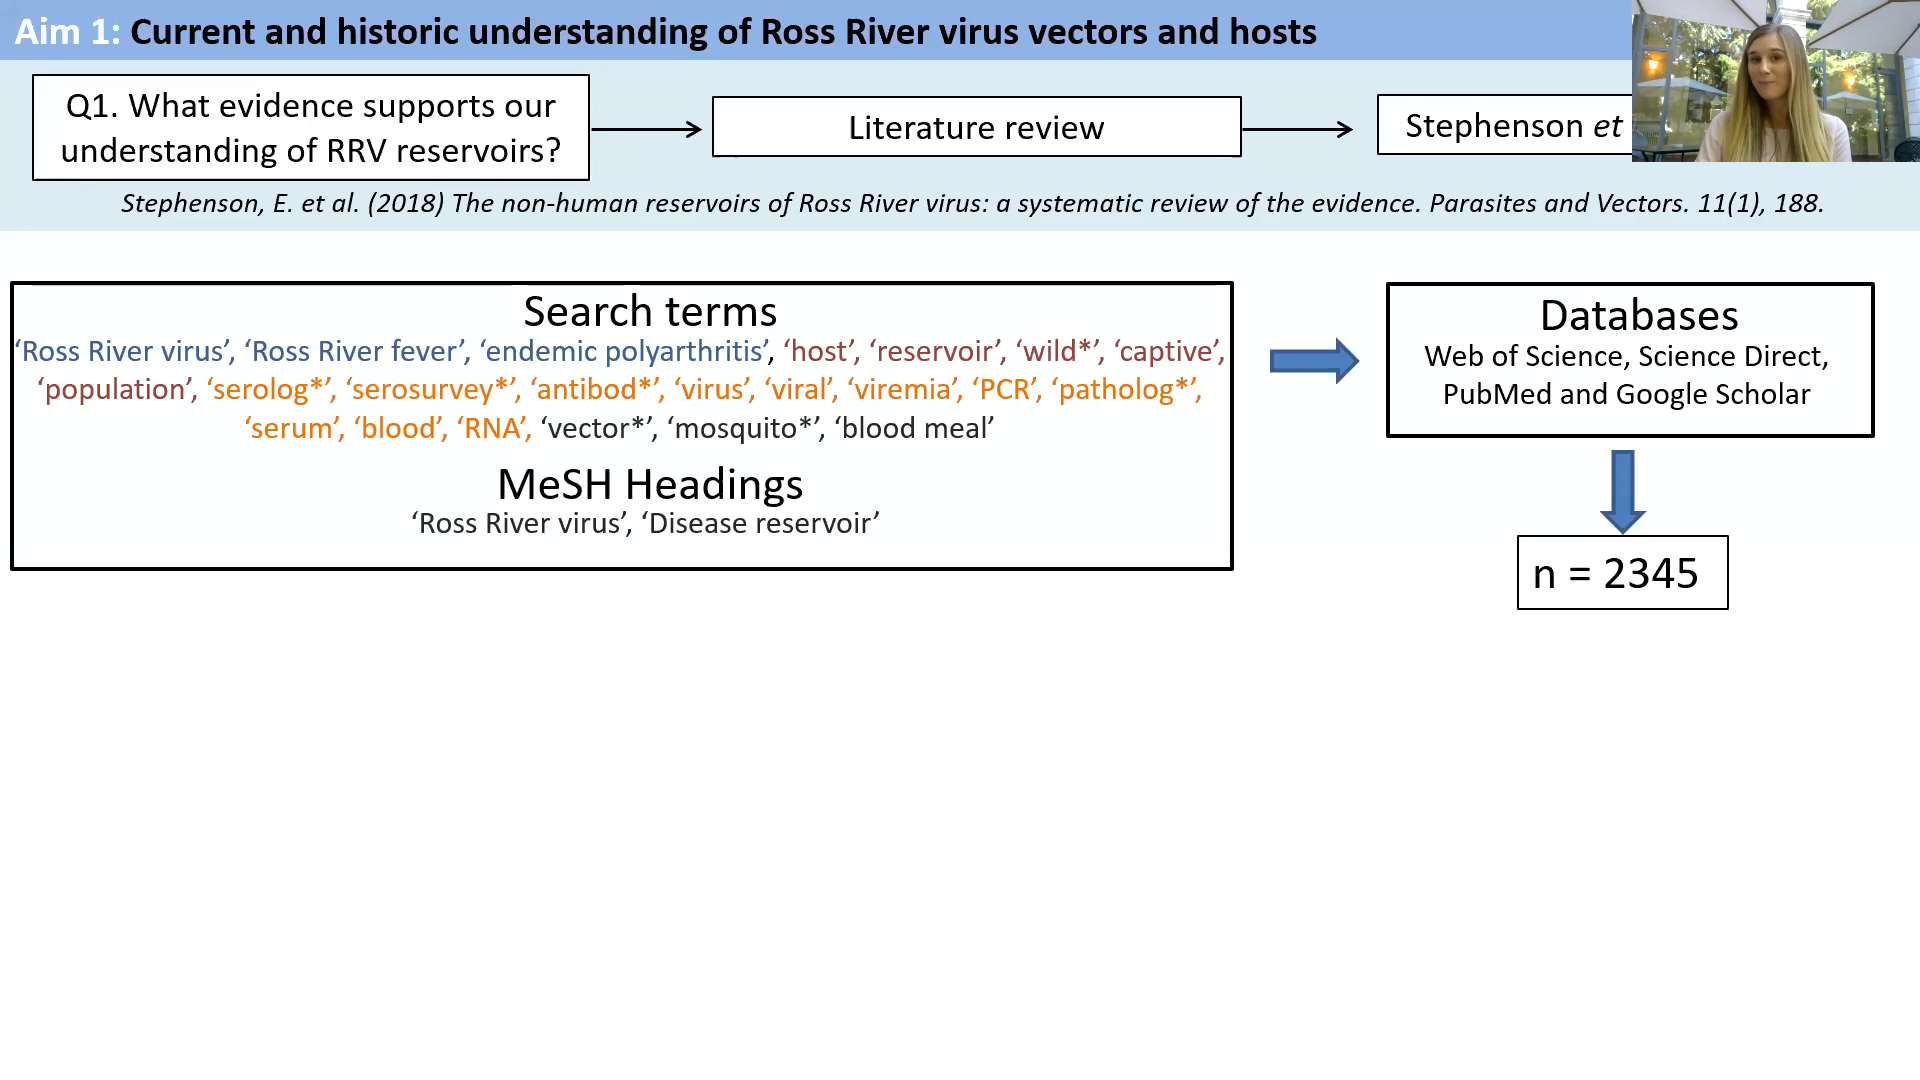 Aim 1: Current and historic understanding of Ross River virus vectors and hosts
Q1. What evidence supports our
understanding of RRV reservoirs?
Literature review
Stephenson et
Stephenson, E. et al. (2018) The non-human reservoirs of Ross River virus: a systematic review of the evidence. Parasites and Vectors. 11(1), 188.
Search terms
‘Ross River virus’, ‘Ross River fever’, ‘endemic polyarthritis’, ‘host’, ‘reservoir’, ‘wild*’, ‘captive’,
‘population’, ‘serolog*’, ‘serosurvey*’, ‘antibod*’, ‘virus’, ‘viral’, ‘viremia’, ‘PCR’, ‘patholog*’,
‘serum’, ‘blood’, ‘RNA’, ‘vector*’, ‘mosquito*’, ‘blood meal’
MeSH Headings
‘Ross River virus’, ‘Disease reservoir’
Databases
Web of Science, Science Direct,
PubMed and Google Scholar
n = 2345